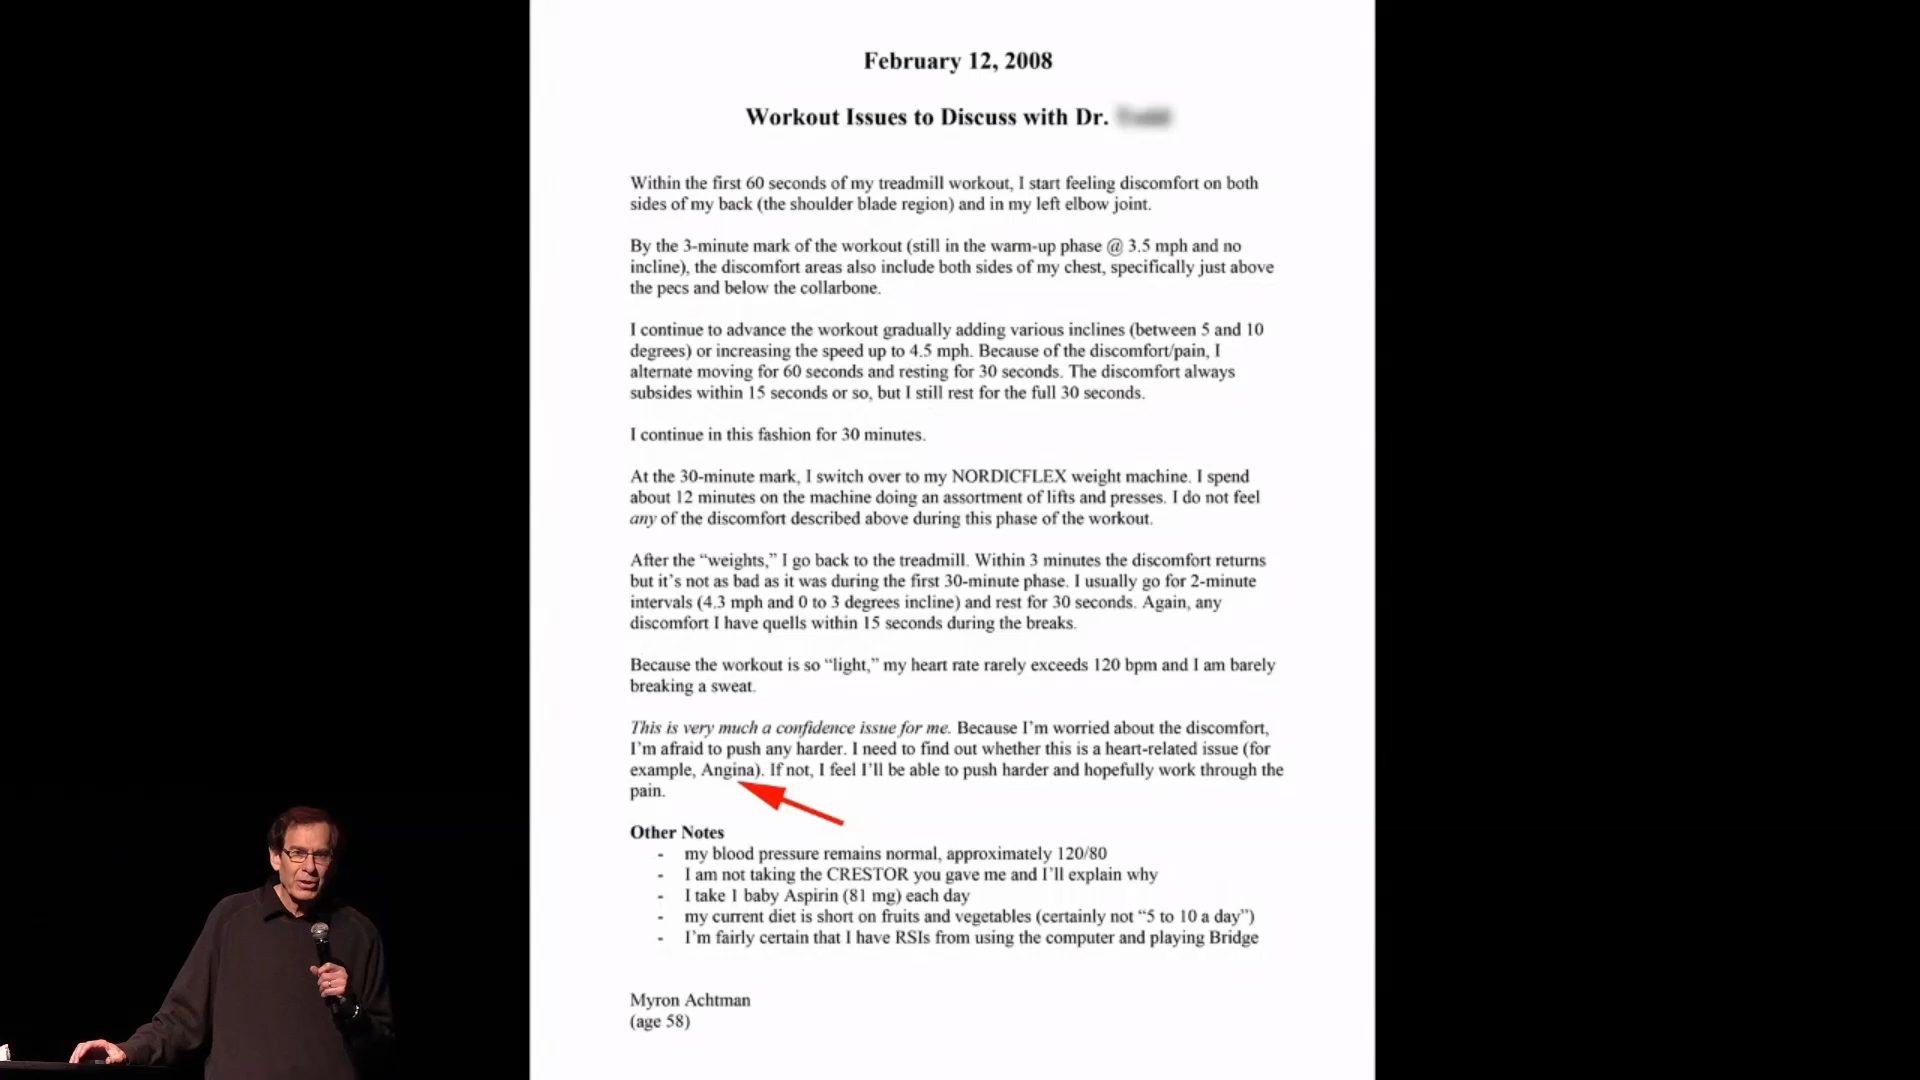 February 12, 2008
Workout Issues to Discuss with Dr.
Within the first 60 seconds of my treadmill workout, I start feeling discomfort on both
sides of my back (the shoulder blade region) and in my left elbow joint.
By the 3-minute mark of the workout (still in the warm-up phase @ 3.5 mph and no
incline), the discomfort areas also include both sides of my chest, specifically just above
the pecs and below the collarbone.
I continue to advance the workout gradually adding various inclines (between 5 and 10
degrees) or increasing the speed up to 4.5 mph. Because of the discomfort/pain, I
alternate moving for 60 seconds and resting for 30 seconds. The discomfort always
subsides within 15 seconds or so, but I still rest for the full 30 seconds.
I continue in this fashion for 30 minutes.
At the 30-minute mark, I switch over to my NORDICFLEX weight machine. I spend
about 12 minutes on the machine doing an assortment of lifts and presses. I do not feel
any of the discomfort described above during this phase of the workout.
After the “weights,” I go back to the treadmill. Within 3 minutes the discomfort returns
but it’s not as bad as it was during the first 30-minute phase. I usually go for 2-minute
intervals (4.3 mph and 0 to 3 degrees incline) and rest for 30 seconds. Again, any
discomfort I have quells within 15 seconds during the breaks.
Because the workout is so “light,” my heart rate rarely exceeds 120 bpm and I am barely
breaking a sweat.
This is very much a confidence issue for me. Because I’m worried about the discomfort,
I’m afraid to push any harder. I need to find out whether this is a heart-related issue (for
example, Angina). If not, I feel I’ll be able to push harder and hopefully work through the
pain.
Other Notes
- my blood pressure remains normal, approximately 120/80
- I am not taking the CRESTOR you gave me and I’ll explain why
- I take 1 baby Aspirin (81 mg) each day
- my current diet is short on fruits and vegetables (certainly not “5 to 10 a day”)
- I’m fairly certain that I have RSIs from using the computer and playing Bridge
Myron Achtman
(age 58)